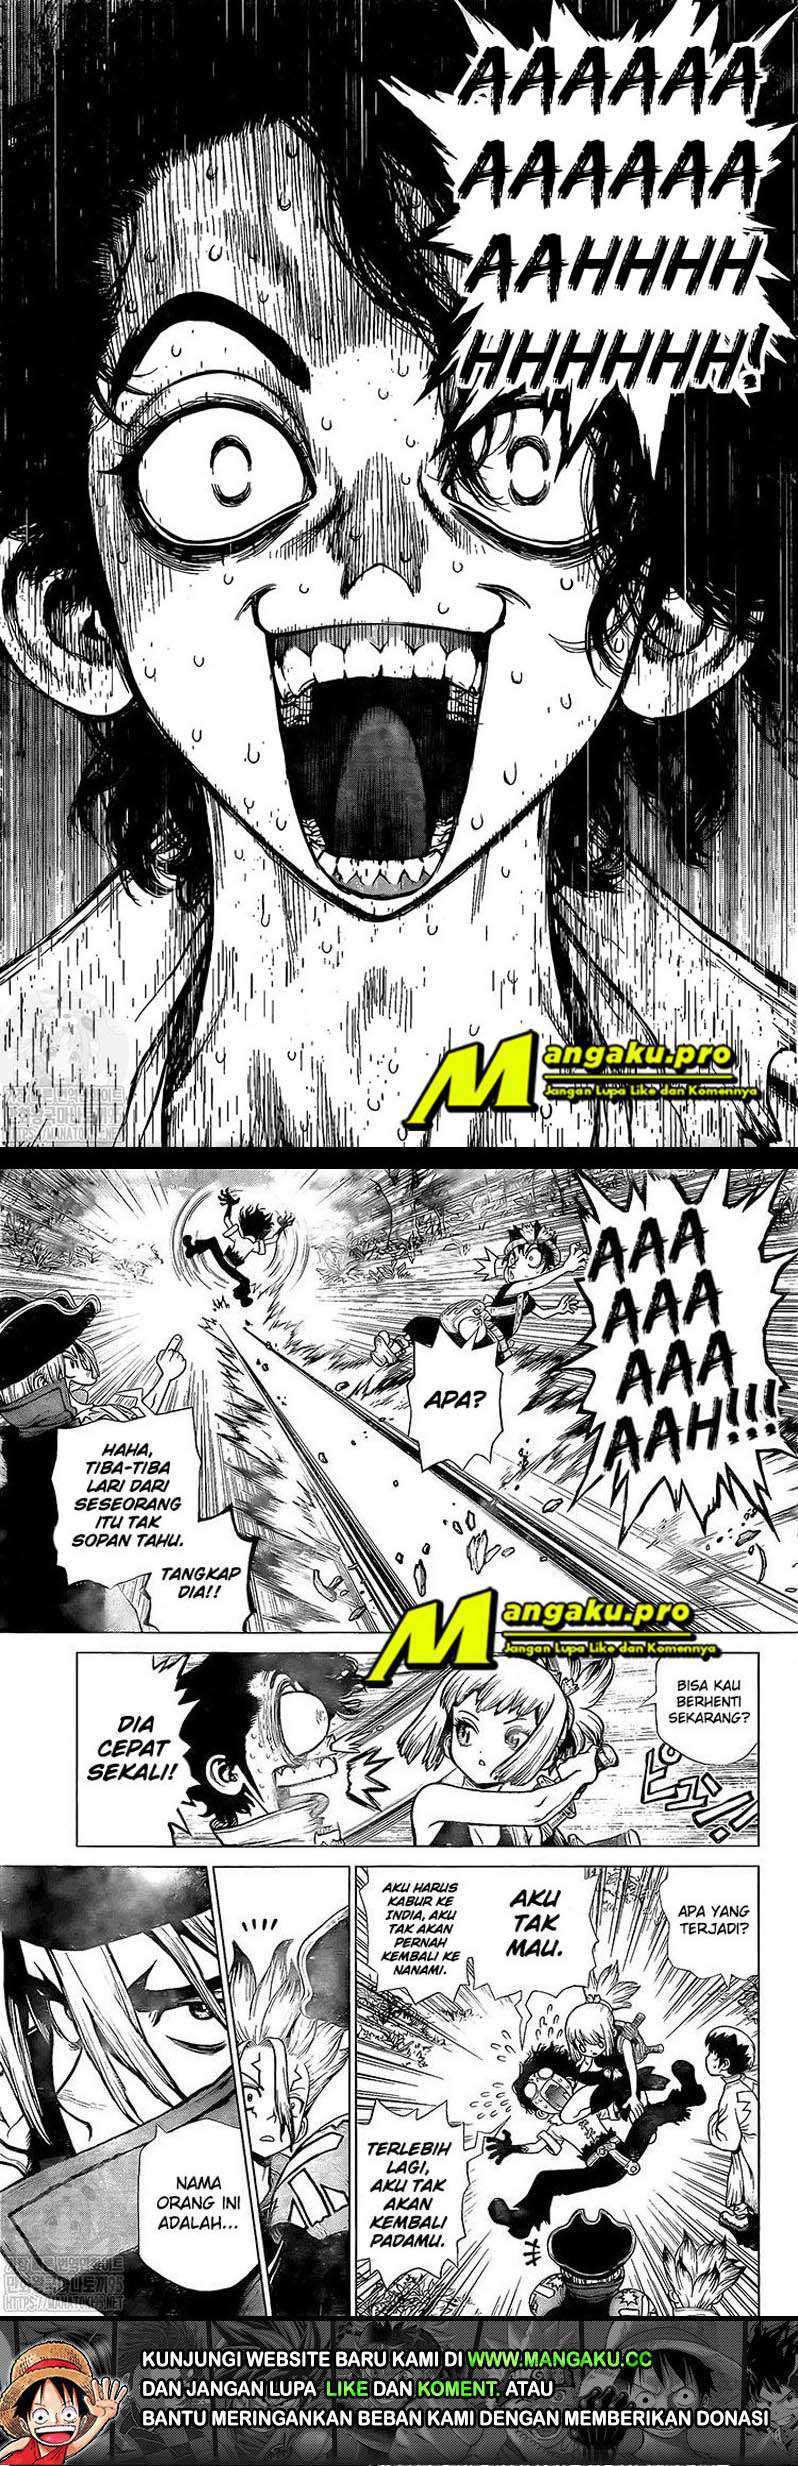 AAAAAA
AAAAAA
AAHHHH
HHHHHH!
Mangaku.pro
Jangan Lupa Like dan Komennya
AAA
AAA
AAA
AAH!!!
APA?
HAHA,
TIBA-TIBA
LARI DARI
SESEORANG
ITU TAK
SOPAN TAHU.
TANGKAP
DIA!!
Mangaku.pro
Jangan Lupa Like dan Komennya
BISA KAU
BERHENTI
SEKARANG?
DIA
CEPAT
SEKALI!
APA YANG
TERJADI?
AKU
TAK
MAU.
AKU HARUS
KABUR KE
INDIA, AKU
TAK AKAN
PERNAH
KEMBALI KE
NANAMI.
TERLEBIH
LAGI,
AKU TAK
AKAN
KEMBALI
PADAMU.
NAMA
ORANG INI
ADALAH...
KUNJUNGI WEBSITE BARU KAMI DI WWW.MANGAKU.CC
DAN JANGAN LUPA LIKE DAN KOMENT. ATAU
BANTU MERINGANKAN BEBAN KAMI DENGAN MEMBERIKAN DONASI